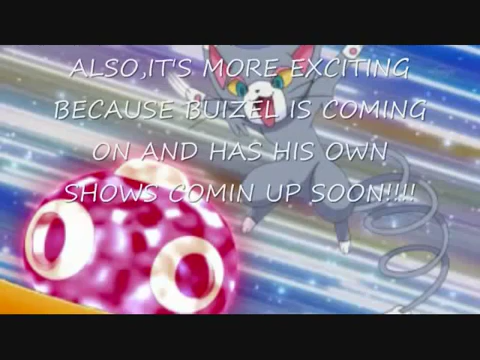 ALSO,IT'S MORE EXCITING
BECAUSE BUIZEL IS COMING
ON AND HAS HIS OWN
SHOWS COMIN UP SOON!!!!